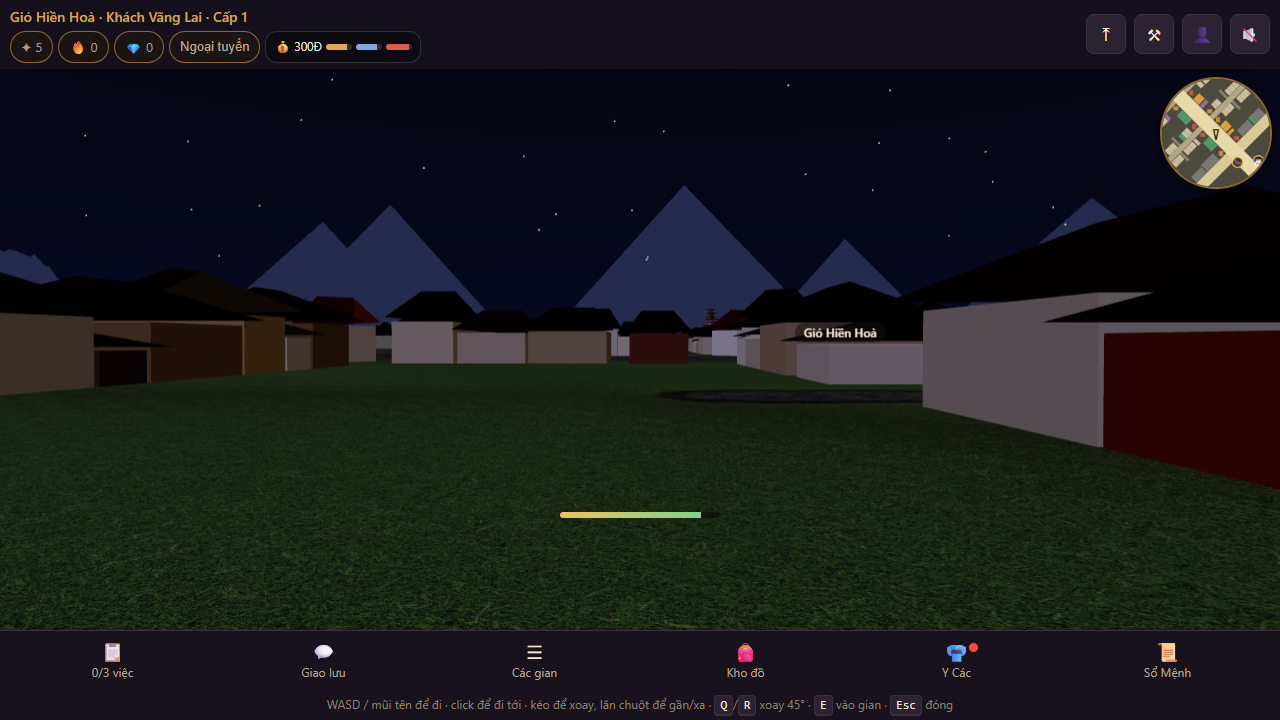 Gió Hiền Hoà · Khách Vãng Lai · Cấp 1
✦ 5
0
0
Ngoại tuyến
300Đ
Gió Hiền Hoà
0/3 việc
Giao lưu
Các gian
Kho đồ
Y Các
Sổ Mệnh
WASD / mũi tên để đi · click để đi tới · kéo để xoay, lăn chuột để gần/xa · Q / R xoay 45° · E vào gian · Esc đóng